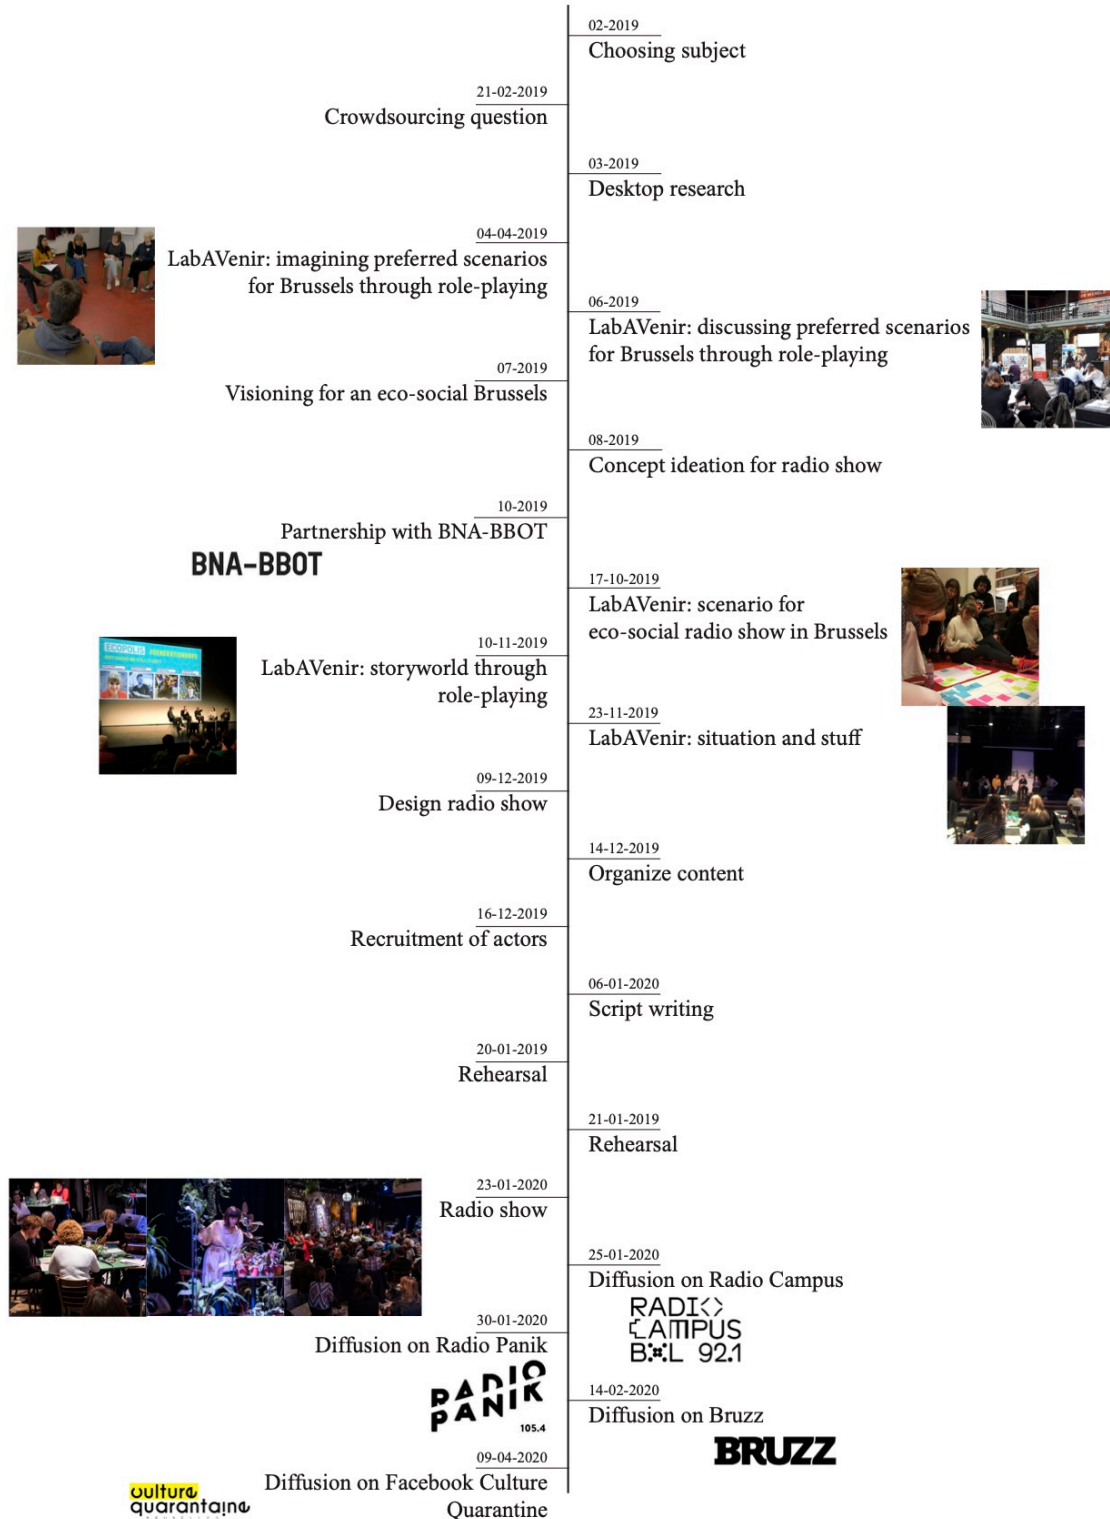 02-2019
Choosing subject
21-02-2019
Crowdsourcing question
03-2019
Desktop research
04-04-2019
LabAVenir: imagining preferred scenarios
for Brussels through role-playing
06-2019
LabAVenir: discussing preferred scenarios
for Brussels through role-playing
07-2019
Visioning for an eco-social Brussels
08-2019
Concept ideation for radio show
10-2019
Partnership with BNA-BBOT
BNA-BBOT
17-10-2019
LabAVenir: scenario for
eco-social radio show in Brussels
10-11-2019
LabAVenir: storyworld through
role-playing
ECOPOLIS
23-11-2019
LabAVenir: situation and stuff
09-12-2019
Design radio show
14-12-2019
Organize content
16-12-2019
Recruitment of actors
06-01-2020
Script writing
20-01-2019
Rehearsal
21-01-2019
Rehearsal
23-01-2020
Radio show
25-01-2020
Diffusion on Radio Campus
RADIO
CAMPUS
BXL 92.1
30-01-2020
Diffusion on Radio Panik
RADIO
PANIK
105.4
14-02-2020
Diffusion on Bruzz
BRUZZ
09-04-2020
Diffusion on Facebook Culture
Quarantine
culture
quarantaine